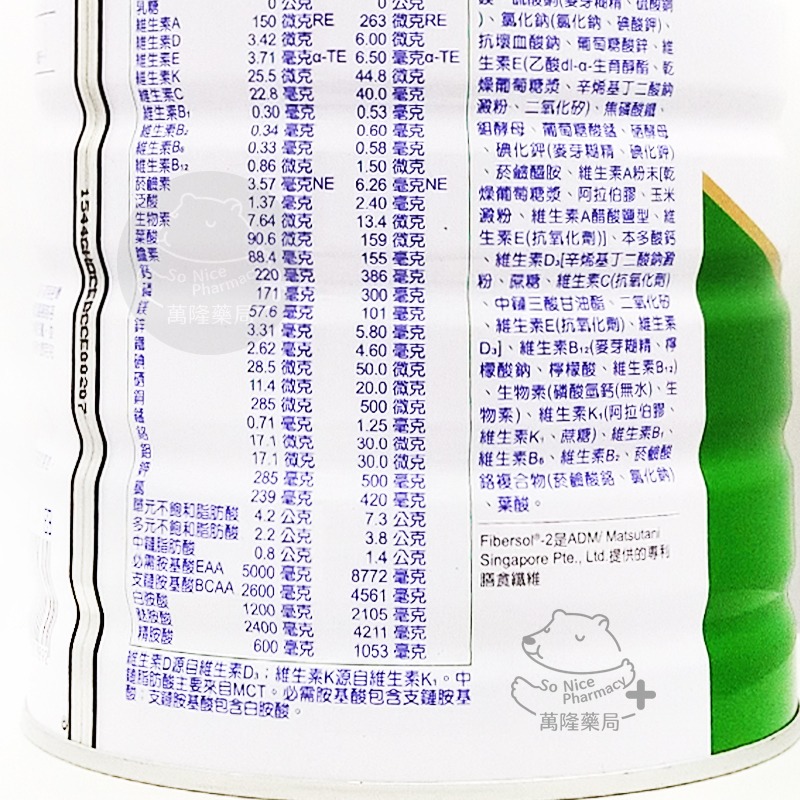 乳糖 0 公克 0 公克
維生素A 150 微克RE 263 微克RE
維生素D 3.42 微克 6.00 微克
維生素E 3.71 毫克α-TE 6.50 毫克α-TE
維生素K 25.5 微克 44.8 微克
維生素C 22.8 毫克 40.0 毫克
維生素B₁ 0.30 毫克 0.53 毫克
維生素B₂ 0.34 毫克 0.60 毫克
維生素B₆ 0.33 毫克 0.58 毫克
維生素B₁₂ 0.86 微克 1.50 微克
菸鹼素 3.57 毫克NE 6.26 毫克NE
泛酸 1.37 毫克 2.40 毫克
生物素 7.64 微克 13.4 微克
葉酸 90.6 微克 159 微克
膽素 88.4 毫克 155 毫克
鈣 220 毫克 386 毫克
磷 171 毫克 300 毫克
鎂 57.6 毫克 101 毫克
鋅 3.31 毫克 5.80 毫克
鐵 2.62 毫克 4.60 毫克
碘 28.5 微克 50.0 微克
硒 11.4 微克 20.0 微克
銅 285 微克 500 微克
錳 0.71 毫克 1.25 毫克
鉻 17.1 微克 30.0 微克
鉬 17.1 微克 30.0 微克
鉀 285 毫克 500 毫克
氯 239 毫克 420 毫克
單元不飽和脂肪酸 4.2 公克 7.3 公克
多元不飽和脂肪酸 2.2 公克 3.8 公克
中鏈脂肪酸 0.8 公克 1.4 公克
必需胺基酸EAA 5000 毫克 8772 毫克
支鏈胺基酸BCAA 2600 毫克 4561 毫克
白胺酸 1200 毫克 2105 毫克
麩胺酸 2400 毫克 4211 毫克
精胺酸 600 毫克 1053 毫克
維生素D源自維生素D₃；維生素K源自維生素K₁。中
鏈脂肪酸主要來自MCT。必需胺基酸包含支鏈胺基
酸；支鏈胺基酸包含白胺酸。
、硫酸銅(麥芽糊精、硫酸銅
)、氯化鈉(氯化鈉、碘酸鉀)、
抗壞血酸鈉、葡萄糖酸鋅、維
生素E(乙酸dl-α-生育醇酯、乾
燥葡萄糖漿、辛烯基丁二酸鈉
澱粉、二氧化矽)、焦磷酸鐵、
鉬酵母、葡萄糖酸錳、硒酵母
、碘化鉀(麥芽糊精、碘化鉀)
、菸鹼醯胺、維生素A粉末[乾
燥葡萄糖漿、阿拉伯膠、玉米
澱粉、維生素A醋酸鹽型、維
生素E(抗氧化劑)]、本多酸鈣
、維生素D₃[辛烯基丁二酸鈉澱
粉、蔗糖、維生素C(抗氧化劑)
、中鏈三酸甘油酯、二氧化矽
、維生素E(抗氧化劑)、維生素
D₃]、維生素B₁₂(麥芽糊精、檸
檬酸鈉、檸檬酸、維生素B₁₂)
、生物素(磷酸氫鈣(無水)、生
物素)、維生素K₁(阿拉伯膠、
維生素K₁、蔗糖)、維生素B₁、
維生素B₆、維生素B₂、菸鹼酸
鉻複合物(菸鹼酸鉻、氯化鈉)
、葉酸。
Fibersol®-2是ADM/ Matsutani
Singapore Pte., Ltd.提供的專利
膳食纖維
So Nice
Pharmacy
萬隆藥局
So Nice
Pharmacy
萬隆藥局